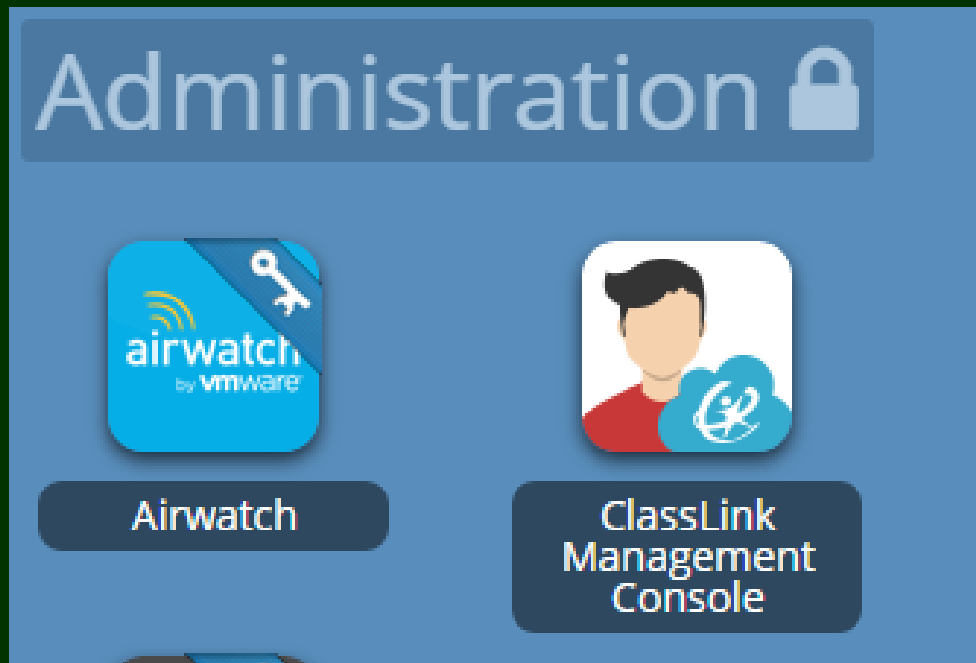 Administration
airwatch
by vmware
Airwatch
ClassLink
Management
Console